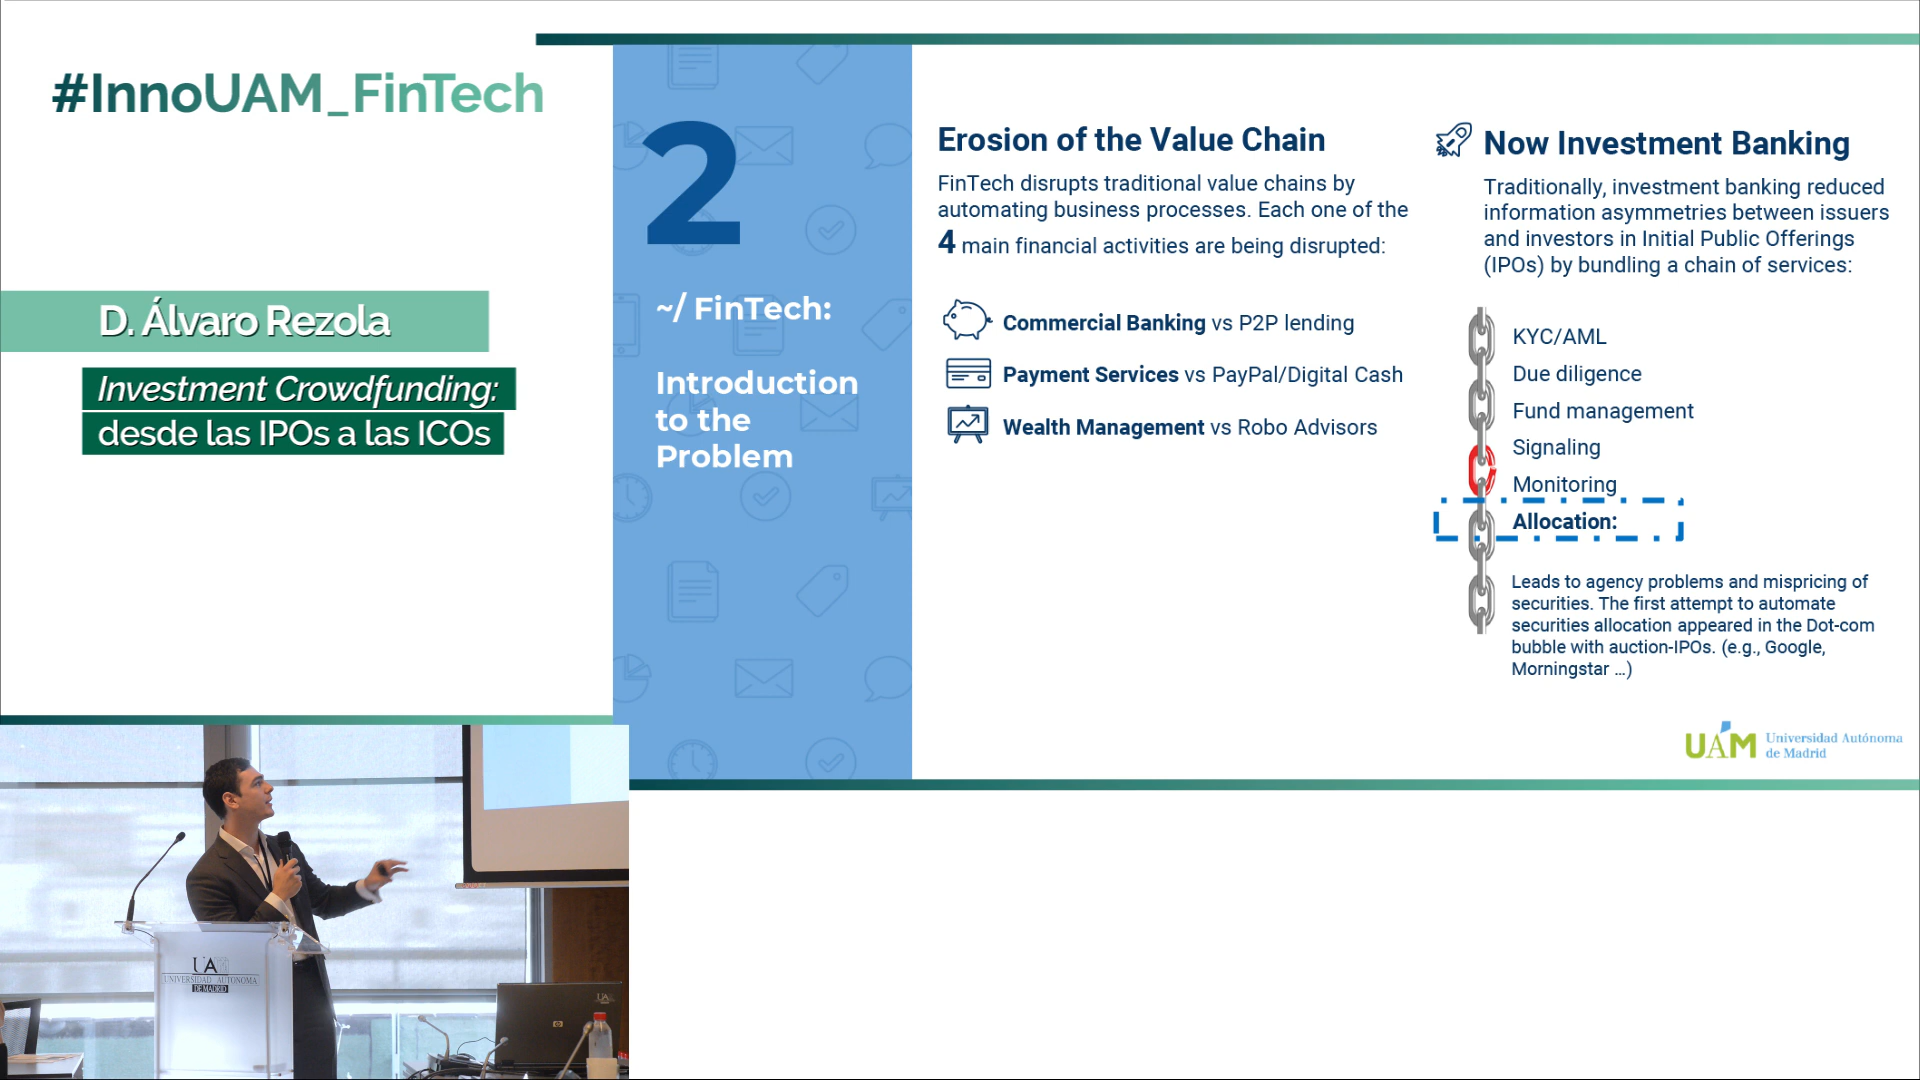 #InnoUAM_FinTech
D. Álvaro Rezola
Investment Crowdfunding:
desde las IPOs a las ICOs
2
~/ FinTech:
Introduction
to the
Problem
Erosion of the Value Chain
FinTech disrupts traditional value chains by
automating business processes. Each one of the
4 main financial activities are being disrupted:
Commercial Banking vs P2P lending
Payment Services vs PayPal/Digital Cash
Wealth Management vs Robo Advisors
Now Investment Banking
Traditionally, investment banking reduced
information asymmetries between issuers
and investors in Initial Public Offerings
(IPOs) by bundling a chain of services:
KYC/AML
Due diligence
Fund management
Signaling
Monitoring
Allocation:
Leads to agency problems and mispricing of
securities. The first attempt to automate
securities allocation appeared in the Dot-com
bubble with auction-IPOs. (e.g., Google,
Morningstar ...)
UAM Universidad Autónoma
de Madrid
UA
UNIVERSIDAD AUTONOMA
DE MADRID